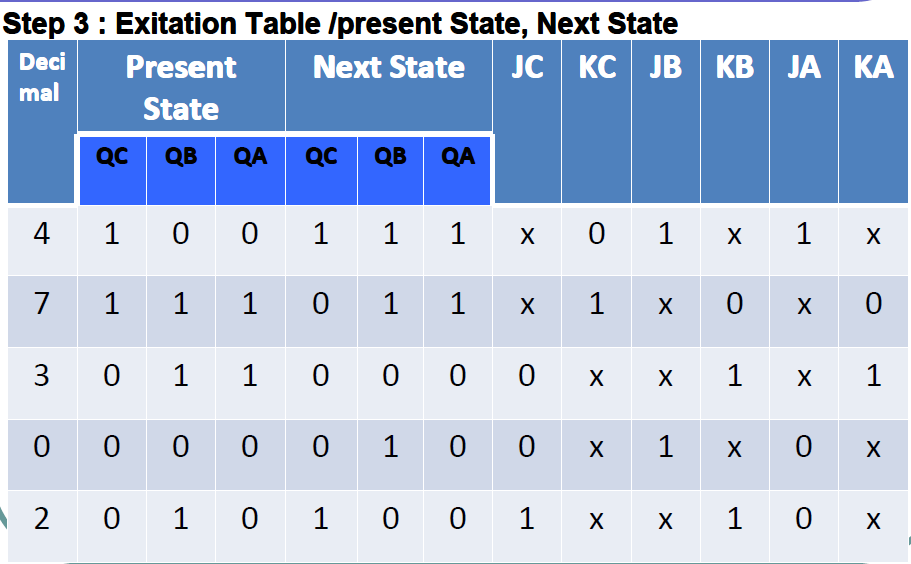 Step 3 : Exitation Table /present State, Next State
Deci mal Present State Next State JC KC JB KB JA KA
QC QB QA QC QB QA
4 1 0 0 1 1 1 x 0 1 x 1 x
7 1 1 1 0 1 1 x 1 x 0 x 0
3 0 1 1 0 0 0 0 x x 1 x 1
0 0 0 0 0 1 0 0 x 1 x 0 x
2 0 1 0 1 0 0 1 x x 1 0 x